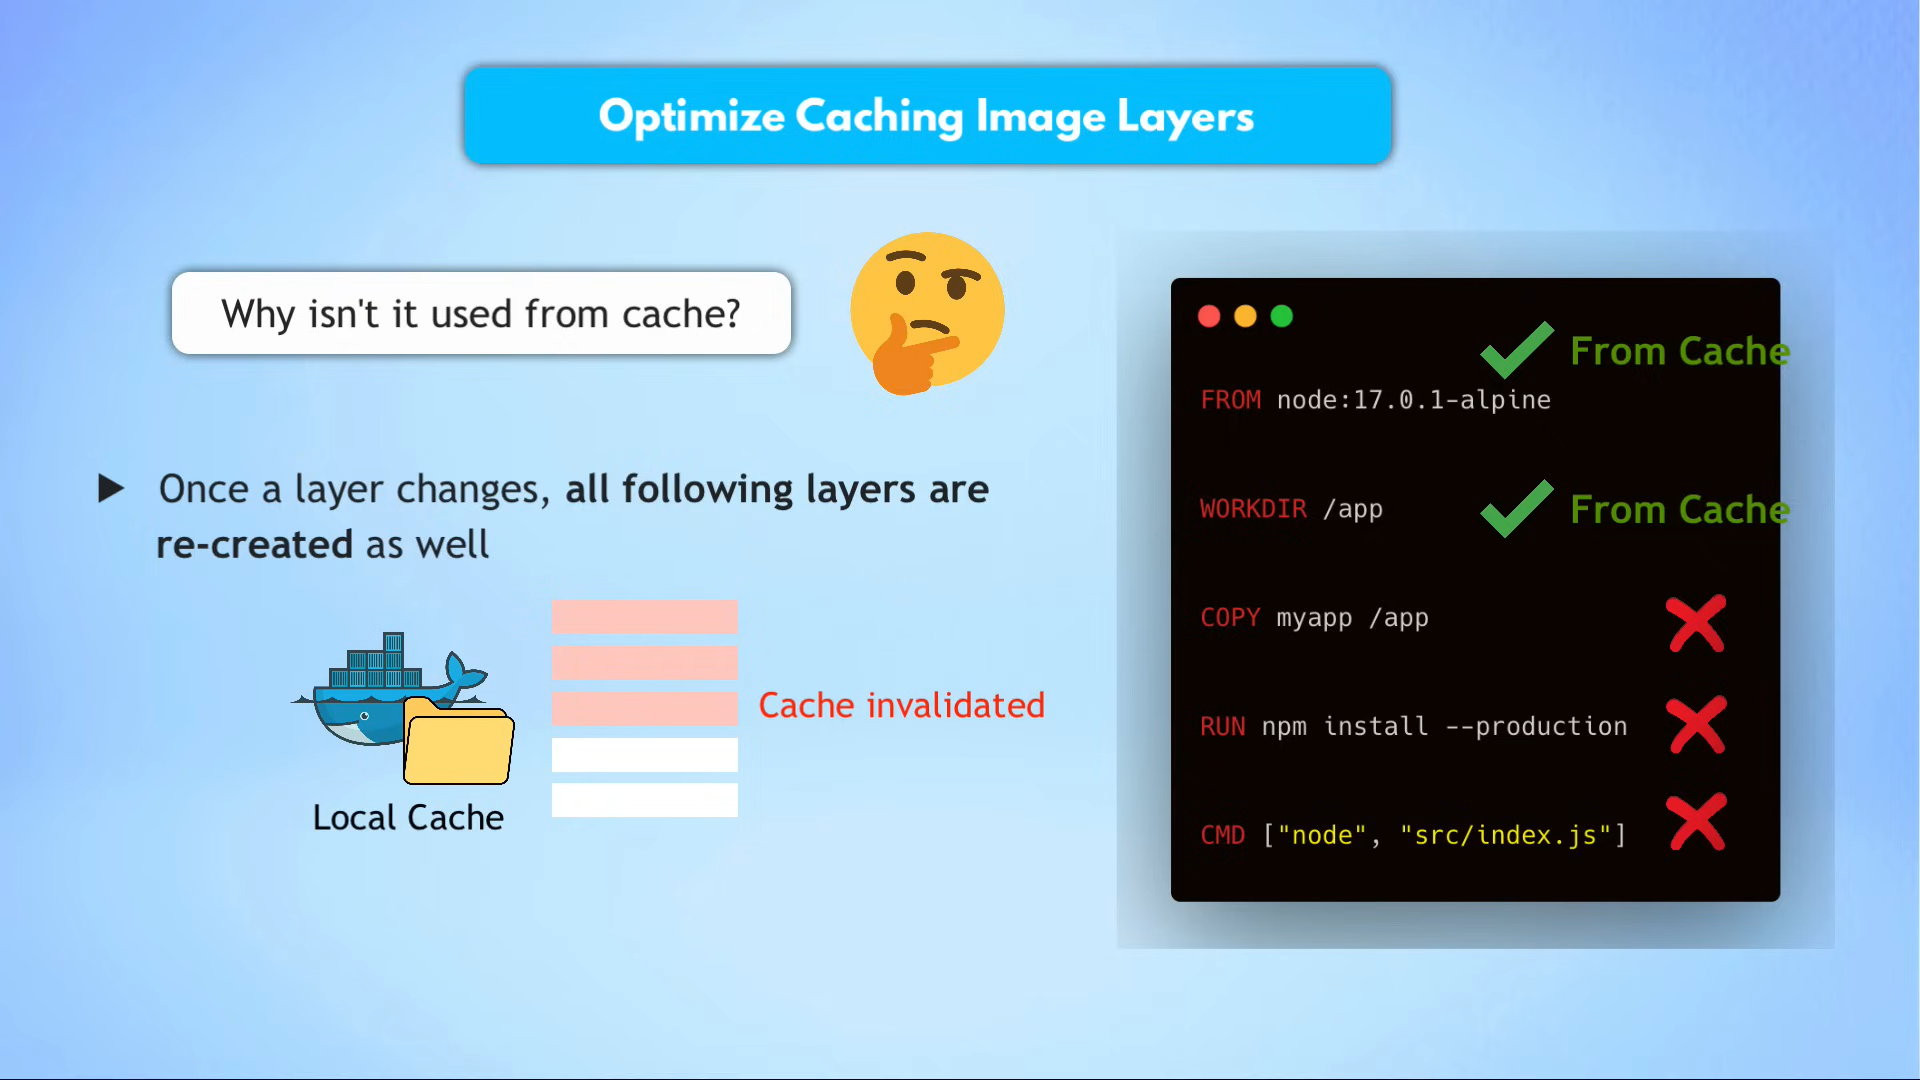 Optimize Caching Image Layers
Why isn't it used from cache?
Once a layer changes, all following layers are
re-created as well
Cache invalidated
Local Cache
From Cache
FROM node:17.0.1-alpine
WORKDIR /app
From Cache
COPY myapp /app
RUN npm install --production
CMD ["node", "src/index.js"]